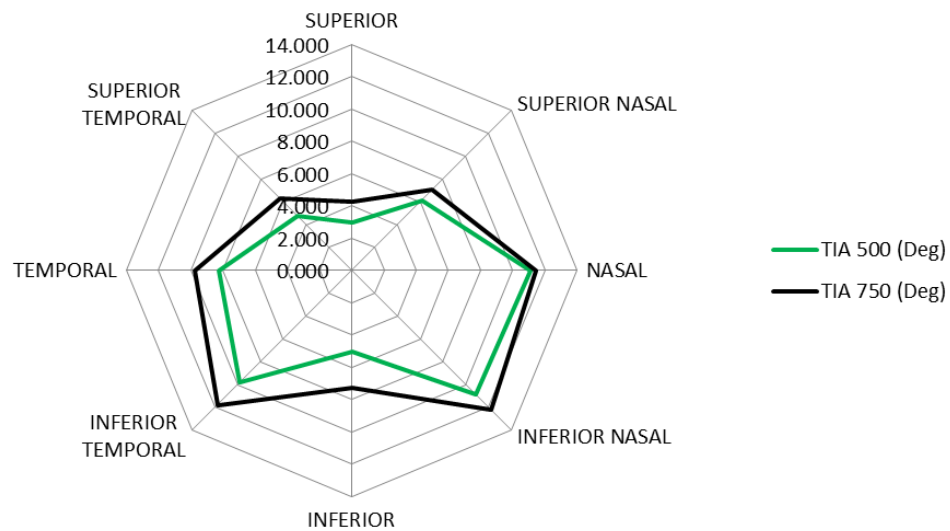 SUPERIOR
14.000
12.000
10.000
8.000
6.000
4.000
2.000
0.000
SUPERIOR NASAL
NASAL
INFERIOR NASAL
INFERIOR
INFERIOR
TEMPORAL
TEMPORAL
SUPERIOR
TEMPORAL
TIA 500 (Deg)
TIA 750 (Deg)